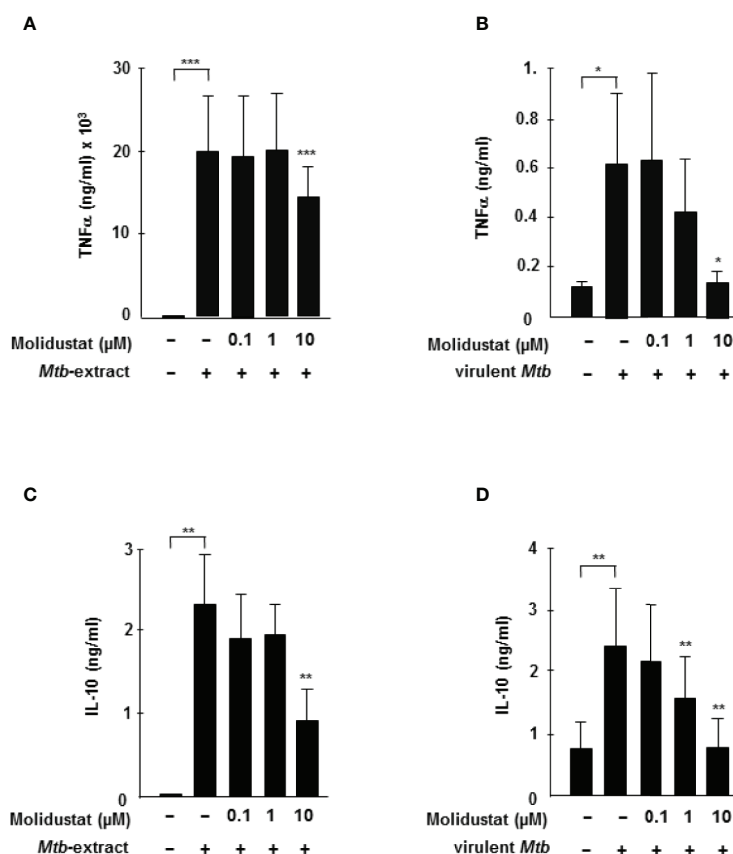 A
***
30
20
10
0
TNFα (ng/ml) x 10³
***
Molidustat (µM) – – 0.1 1 10
Mtb-extract – + + + +
B
*
1.
0.8
0.6
0.4
0.2
0
TNFα (ng/ml)
*
Molidustat (µM) – – 0.1 1 10
virulent Mtb – + + + +
C
**
3
2
1
0
IL-10 (ng/ml)
**
Molidustat (µM) – – 0.1 1 10
Mtb-extract – + + + +
D
**
4
3
2
1
0
IL-10 (ng/ml)
**
**
Molidustat (µM) – – 0.1 1 10
virulent Mtb – + + + +